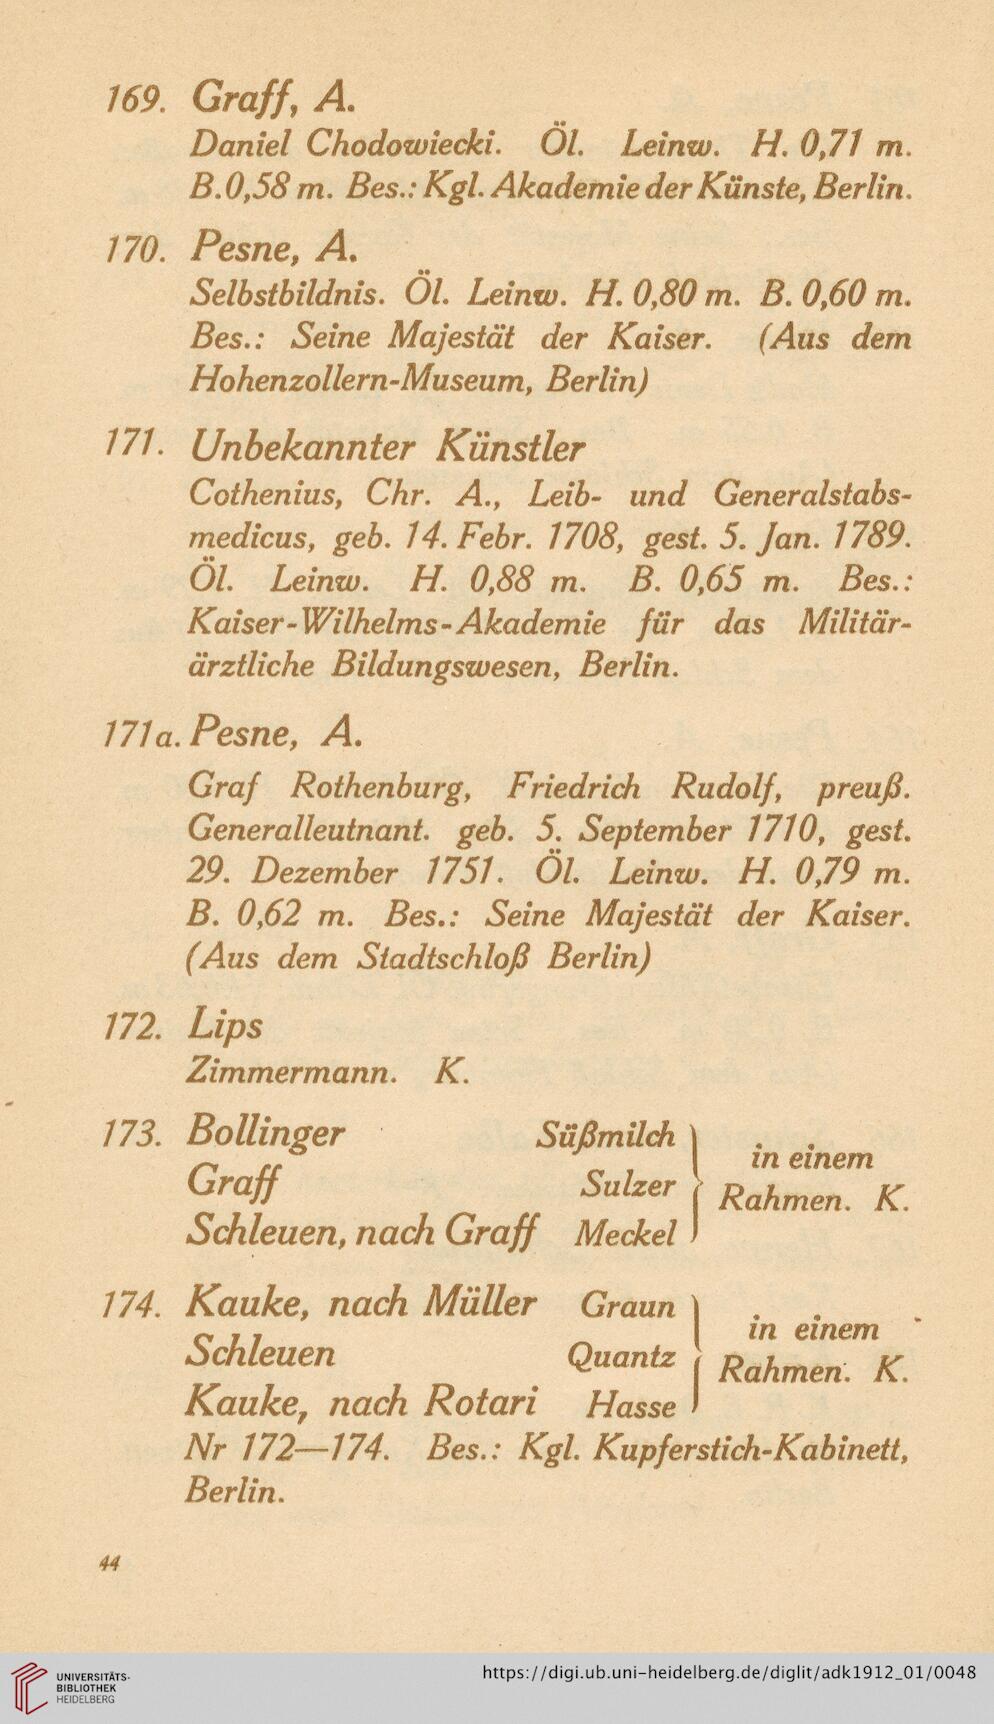 169. Graff, A.
Daniel Chodowiecki. Öl. Leinw. H. 0,71 m.
B. 0,58 m. Bes.: Kgl. Akademie der Künste, Berlin.
170. Pesne, A.
Selbstbildnis. Öl. Leinw. H. 0,80 m. B. 0,60 m.
Bes.: Seine Majestät der Kaiser. (Aus dem
Hohenzollern-Museum, Berlin)
171. Unbekannter Künstler
Cothenius, Chr. A., Leib- und Generalstabs-
medicus, geb. 14. Febr. 1708, gest. 5. Jan. 1789.
Öl. Leinw. H. 0,88 m. B. 0,65 m. Bes.:
Kaiser-Wilhelms-Akademie für das Militär-
ärztliche Bildungswesen, Berlin.
171a. Pesne, A.
Graf Rothenburg, Friedrich Rudolf, preuß.
Generalleutnant. geb. 5. September 1710, gest.
29. Dezember 1751. Öl. Leinw. H. 0,79 m.
B. 0,62 m. Bes.: Seine Majestät der Kaiser.
(Aus dem Stadtschloß Berlin)
172. Lips
Zimmermann. K.
173. Bollinger Süßmilch
Graff Sulzer
Schleuen, nach Graff Meckel
in einem
Rahmen. K.
174. Kauke, nach Müller Graun
Schleuen Quantz
Kauke, nach Rotari Hasse
in einem
Rahmen. K.
Nr 172—174. Bes.: Kgl. Kupferstich-Kabinett,
Berlin.
44
UNIVERSITÄTS-
BIBLIOTHEK
HEIDELBERG
https://digi.ub.uni-heidelberg.de/diglit/adk1912_01/0048